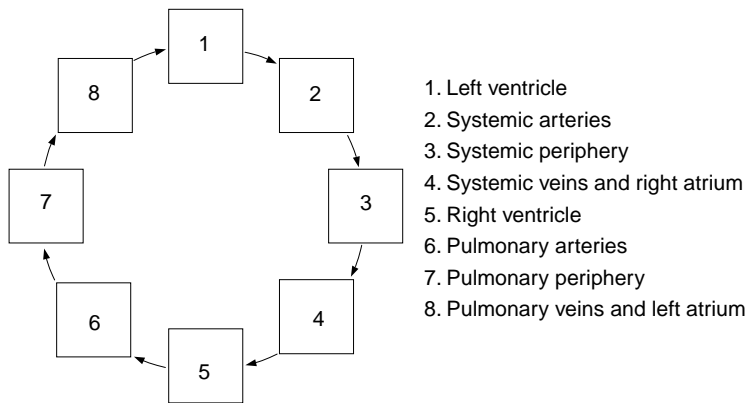 1
2
3
4
5
6
7
8
1. Left ventricle
2. Systemic arteries
3. Systemic periphery
4. Systemic veins and right atrium
5. Right ventricle
6. Pulmonary arteries
7. Pulmonary periphery
8. Pulmonary veins and left atrium